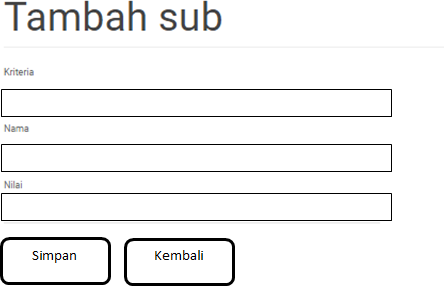 Tambah sub
Kriteria
Nama
Nilai
Simpan Kembali